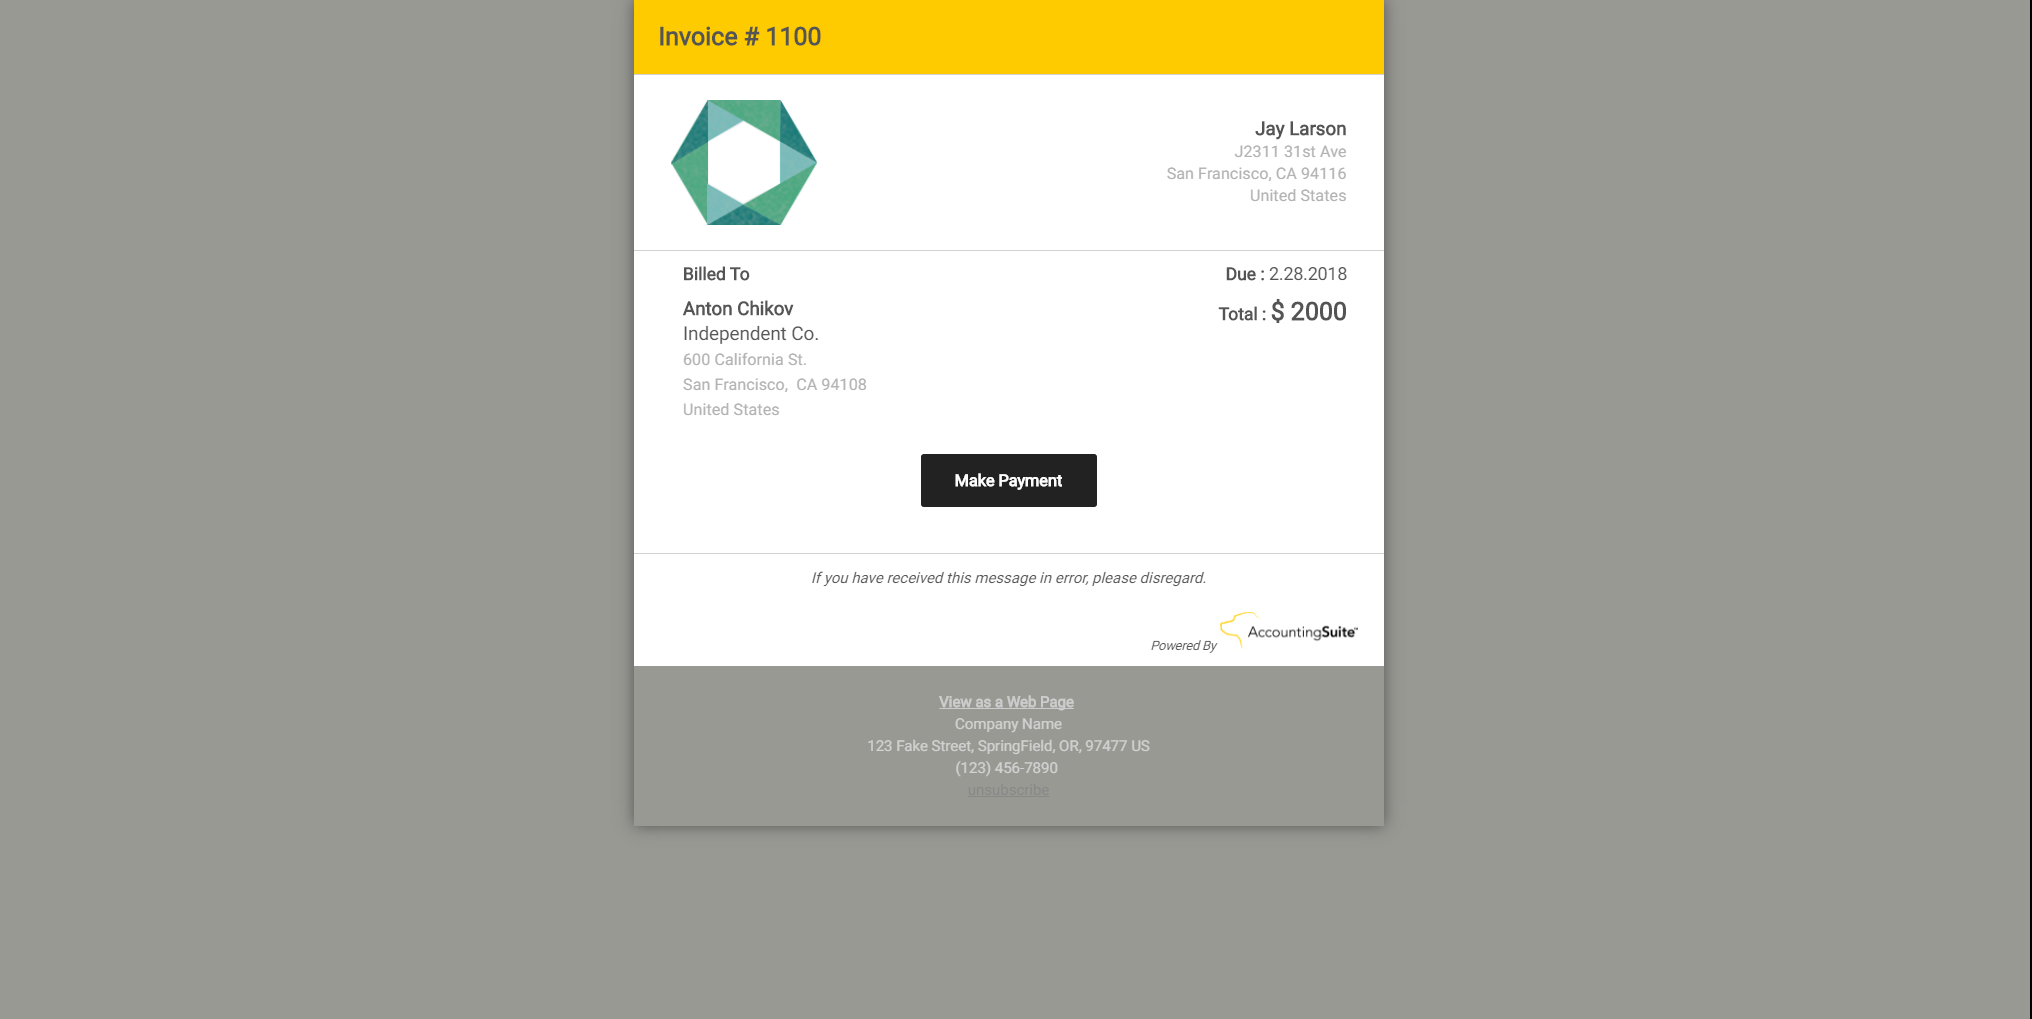 Invoice # 1100
Jay Larson
J2311 31st Ave
San Francisco, CA 94116
United States
Billed To
Due : 2.28.2018
Anton Chikov
Total : $ 2000
Independent Co.
600 California St.
San Francisco,  CA 94108
United States
Make Payment
If you have received this message in error, please disregard.
Powered By AccountingSuite™
View as a Web Page
Company Name
123 Fake Street, SpringField, OR, 97477 US
(123) 456-7890
unsubscribe